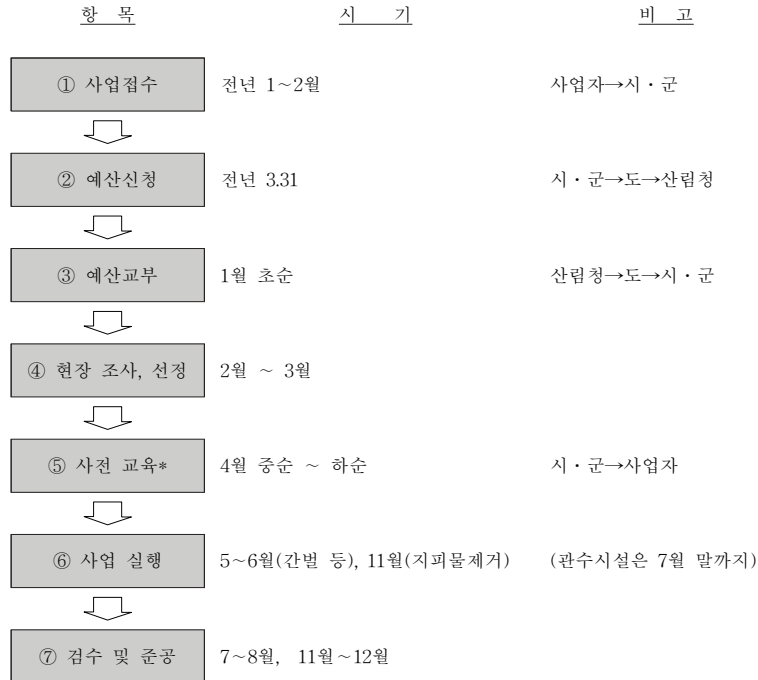 항 목 시 기 비 고
① 사업접수 전년 1~2월 사업자→시・군
② 예산신청 전년 3.31 시・군→도→산림청
③ 예산교부 1월 초순 산림청→도→시・군
④ 현장 조사, 선정 2월 ~ 3월
⑤ 사전 교육* 4월 중순 ~ 하순 시・군→사업자
⑥ 사업 실행 5~6월(간벌 등), 11월(지피물제거) (관수시설은 7월 말까지)
⑦ 검수 및 준공 7~8월, 11월~12월